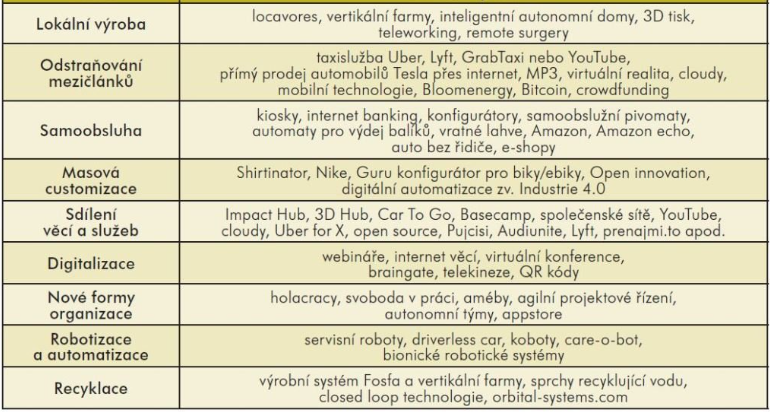 Lokální výroba
locavores, vertikální farmy, inteligentní autonomní domy, 3D tisk,
teleworking, remote surgery
Odstraňování
mezičlánků
taxislužba Uber, Lyft, GrabTaxi nebo YouTube,
přímý prodej automobilů Tesla přes internet, MP3, virtuální realita, cloudy,
mobilní technologie, Bloomenergy, Bitcoin, crowdfunding
Samoobsluha
kiosky, internet banking, konfigurátory, samoobslužní pivomaty,
automaty pro výdej balíků, vratné lahve, Amazon, Amazon echo,
auto bez řidiče, e-shopy
Masová
customizace
Shirtinator, Nike, Guru konfigurátor pro biky/ebiky, Open innovation,
digitální automatizace zv. Industrie 4.0
Sdílení
věcí a služeb
Impact Hub, 3D Hub, Car To Go, Basecamp, společenské sítě, YouTube,
cloudy, Uber for X, open source, Pujcisi, Audiunite, Lyft, prenajmi.to apod.
Digitalizace
webináře, internet věcí, virtuální konference,
braingate, telekineze, QR kódy
Nové formy
organizace
holacracy, svoboda v práci, améby, agilní projektové řízení,
autonomní týmy, appstore
Robotizace
a automatizace
servisní roboty, driverless car, koboty, care-o-bot,
bionické robotické systémy
Recyklace
výrobní systém Fosfa a vertikální farmy, sprchy recyklující vodu,
closed loop technologie, orbital-systems.com